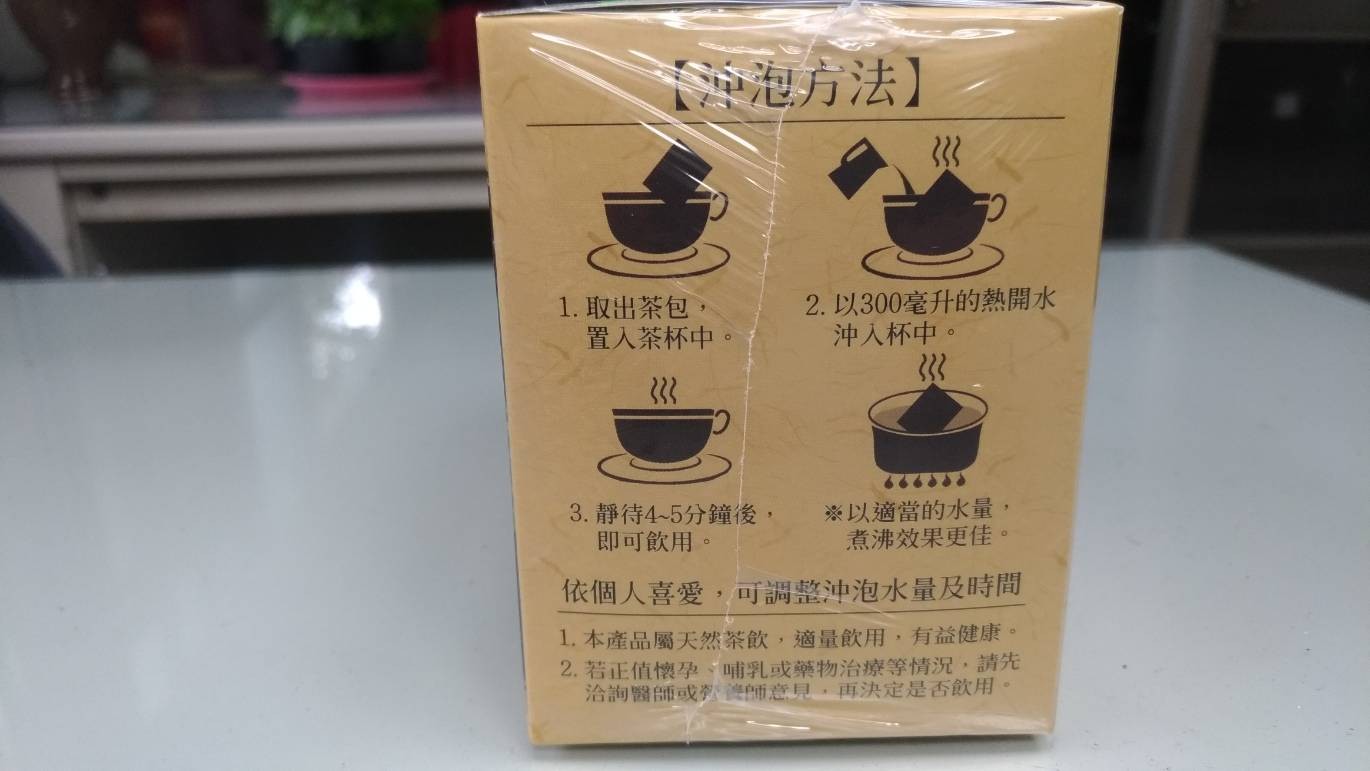 【沖泡方法】
1. 取出茶包，
置入茶杯中。
2. 以300毫升的熱開水
沖入杯中。
3. 靜待4~5分鐘後，
即可飲用。
※以適當的水量，
煮沸效果更佳。
依個人喜愛，可調整沖泡水量及時間
1. 本產品屬天然茶飲，適量飲用，有益健康。
2. 若正值懷孕、哺乳或藥物治療等情況，請先
洽詢醫師或營養師意見，再決定是否飲用。